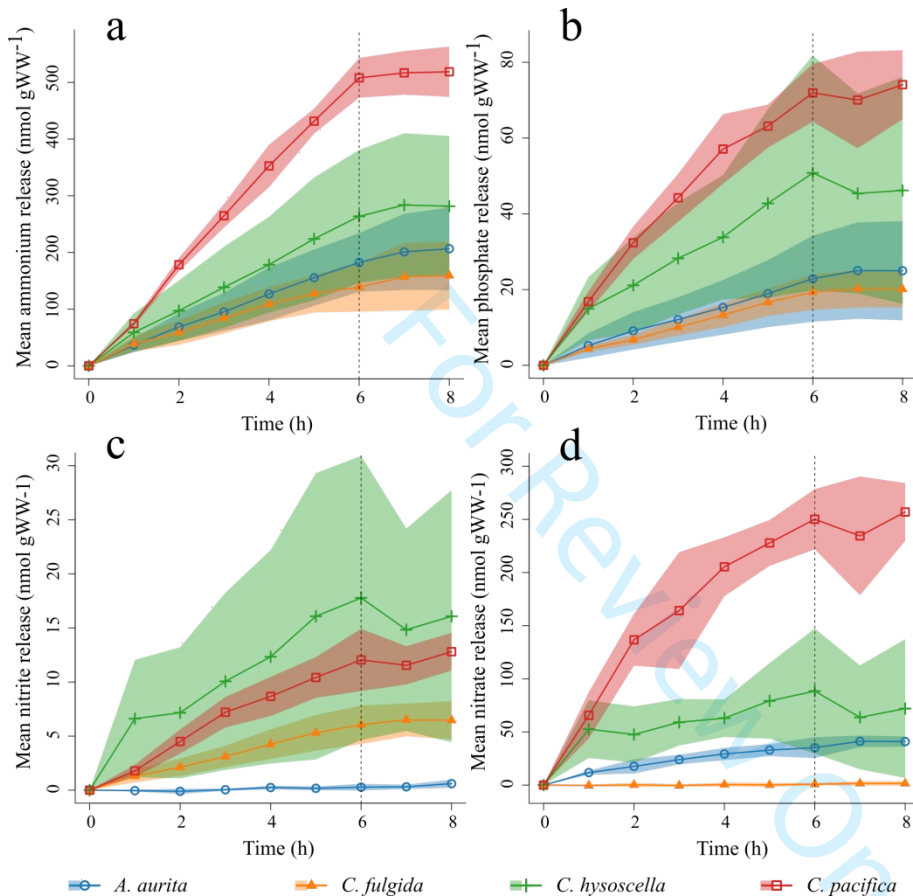 a
b
Mean ammonium release (nmol gWW⁻¹)
0
100
200
300
400
500
0
2
4
6
8
Time (h)
Mean phosphate release (nmol gWW⁻¹)
0
20
40
60
80
0
2
4
6
8
Time (h)
c
d
Mean nitrite release (nmol gWW-1)
0
5
10
15
20
25
30
0
2
4
6
8
Time (h)
Mean nitrate release (nmol gWW-1)
0
50
100
150
200
250
300
0
2
4
6
8
Time (h)
A. aurita
C. fulgida
C. hysoscella
C. pacifica
For Review On